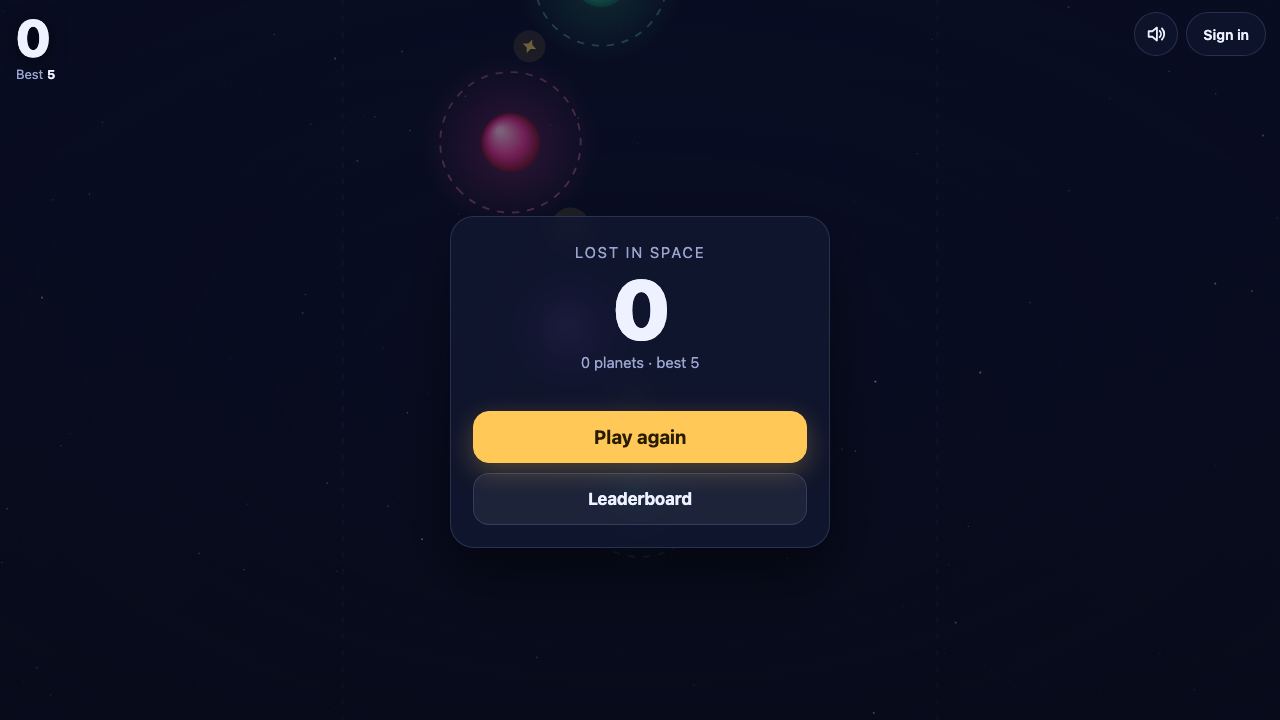 0
Best 5
Sign in
LOST IN SPACE
0
0 planets · best 5
Play again
Leaderboard